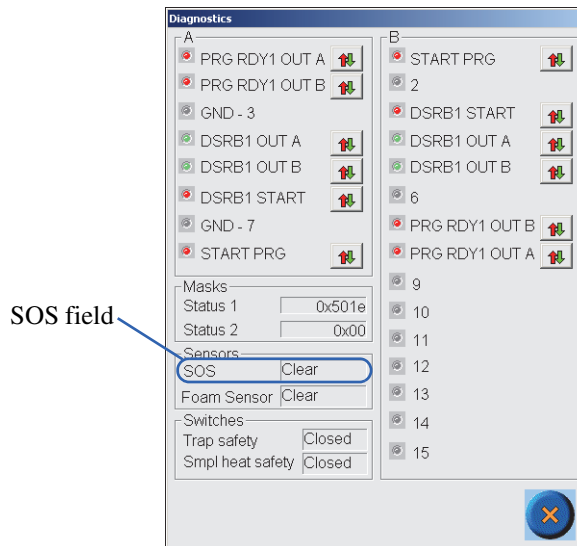 Diagnostics
A
PRG RDY1 OUT A
PRG RDY1 OUT B
GND - 3
DSRB1 OUT A
DSRB1 OUT B
DSRB1 START
GND - 7
START PRG
Masks
Status 1 0x501e
Status 2 0x00
Sensors
SOS Clear
Foam Sensor Clear
Switches
Trap safety Closed
Smpl heat safety Closed
B
START PRG
2
DSRB1 START
DSRB1 OUT A
DSRB1 OUT B
6
PRG RDY1 OUT B
PRG RDY1 OUT A
9
10
11
12
13
14
15
SOS field